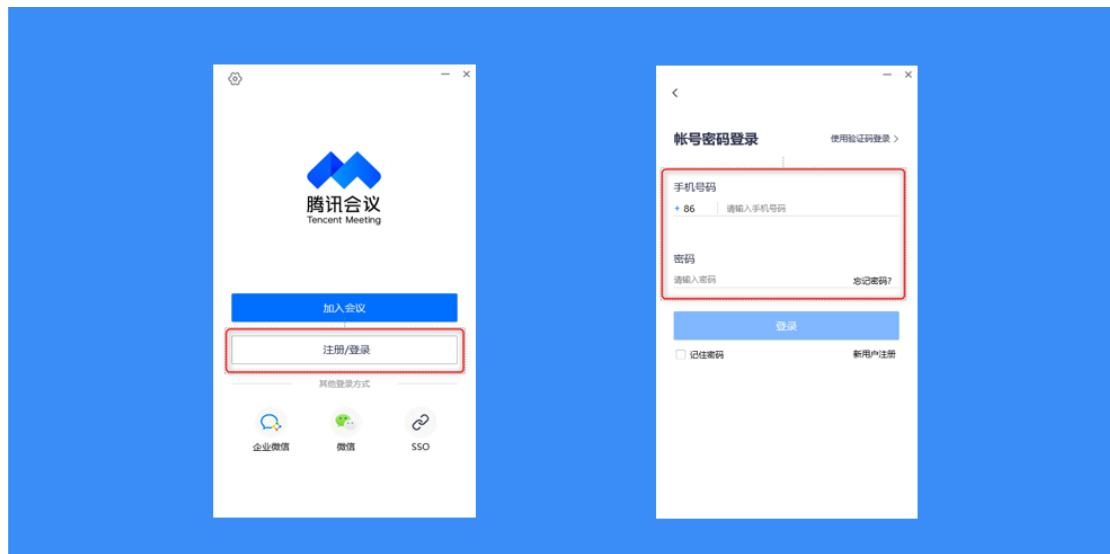 腾讯会议
Tencent Meeting
加入会议
注册/登录
其他登录方式
企业微信
微信
SSO
帐号密码登录
使用验证码登录 >
手机号码
+ 86 请输入手机号码
密码
请输入密码 忘记密码?
登录
记住密码 新用户注册